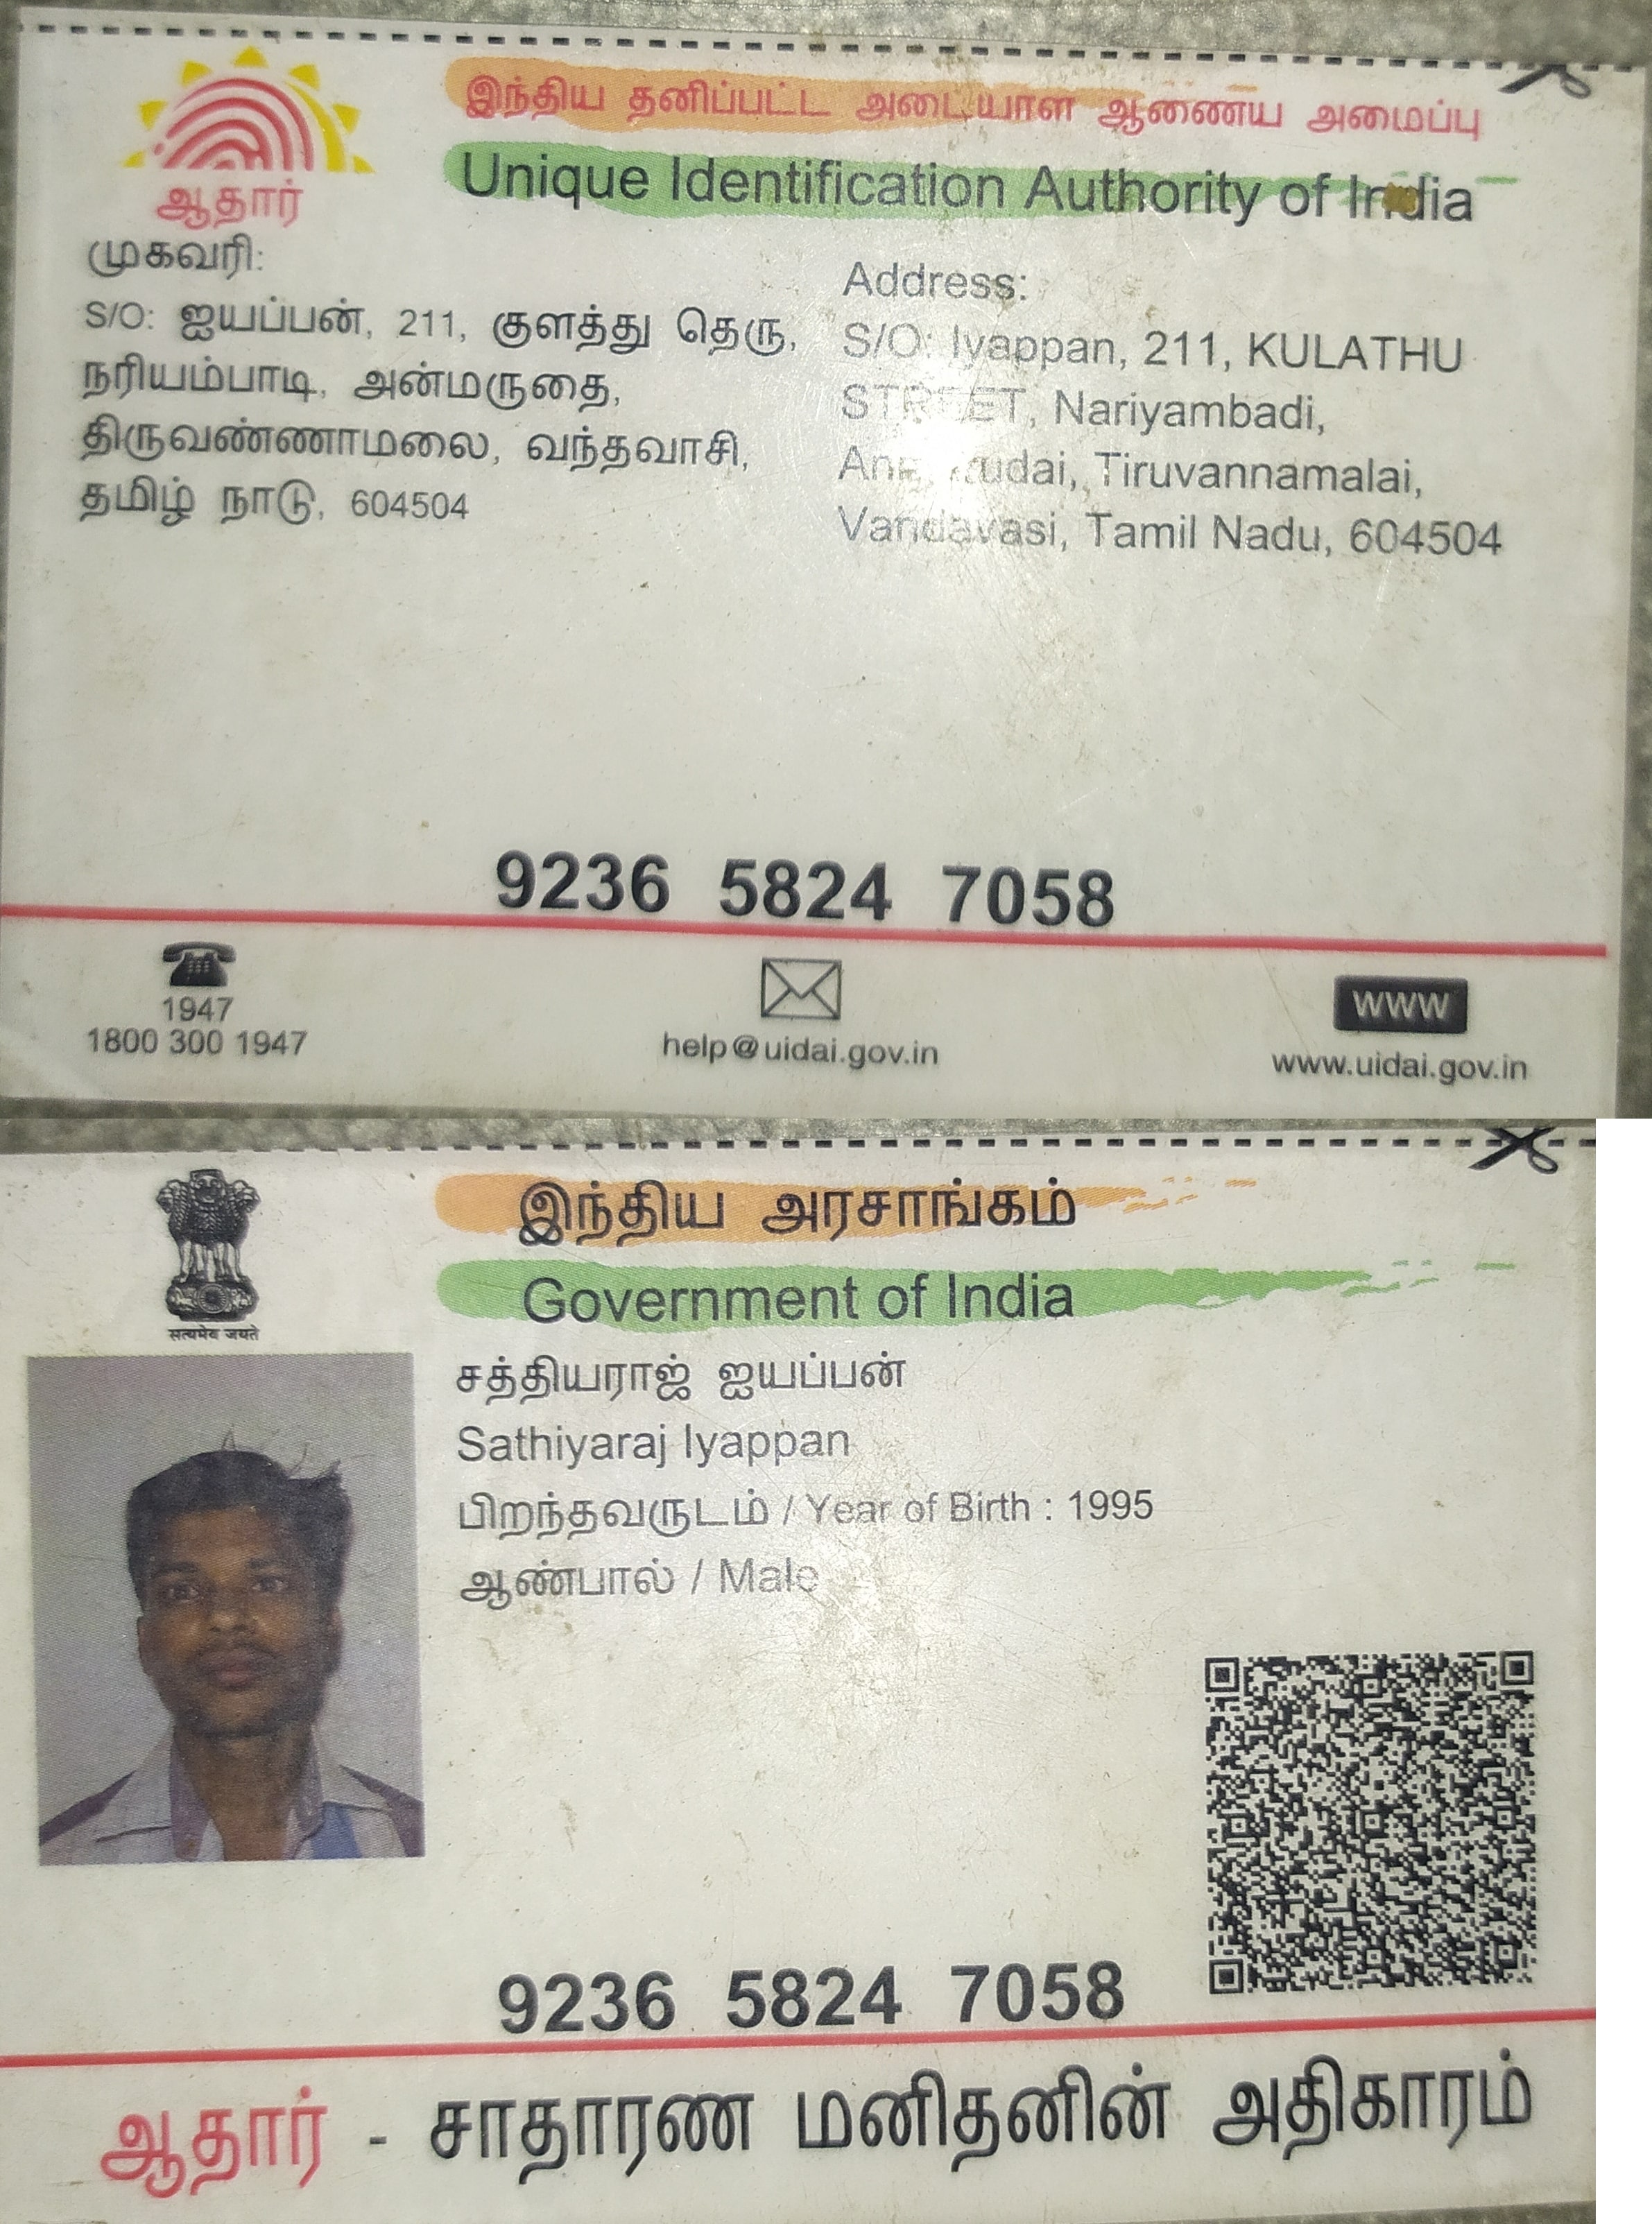 இந்திய தனிப்பட்ட அடையாள ஆணைய அமைப்பு
Unique Identification Authority of India
ஆதார்
முகவரி:
S/O: ஐயப்பன், 211, குளத்து தெரு,
நரியம்பாடி, அன்மருதை,
திருவண்ணாமலை, வந்தவாசி,
தமிழ் நாடு, 604504
Address:
S/O: Iyappan, 211, KULATHU
STREET, Nariyambadi,
Tiruvannamalai,
Vandavasi, Tamil Nadu, 604504
9236 5824 7058
1947
1800 300 1947
help@uidai.gov.in
WWW
www.uidai.gov.in
सत्यमेव जयते
இந்திய அரசாங்கம்
Government of India
சத்தியராஜ் ஐயப்பன்
Sathiyaraj Iyappan
பிறந்தவருடம் / Year of Birth : 1995
ஆண்பால் / Male
9236 5824 7058
ஆதார் - சாதாரண மனிதனின் அதிகாரம்